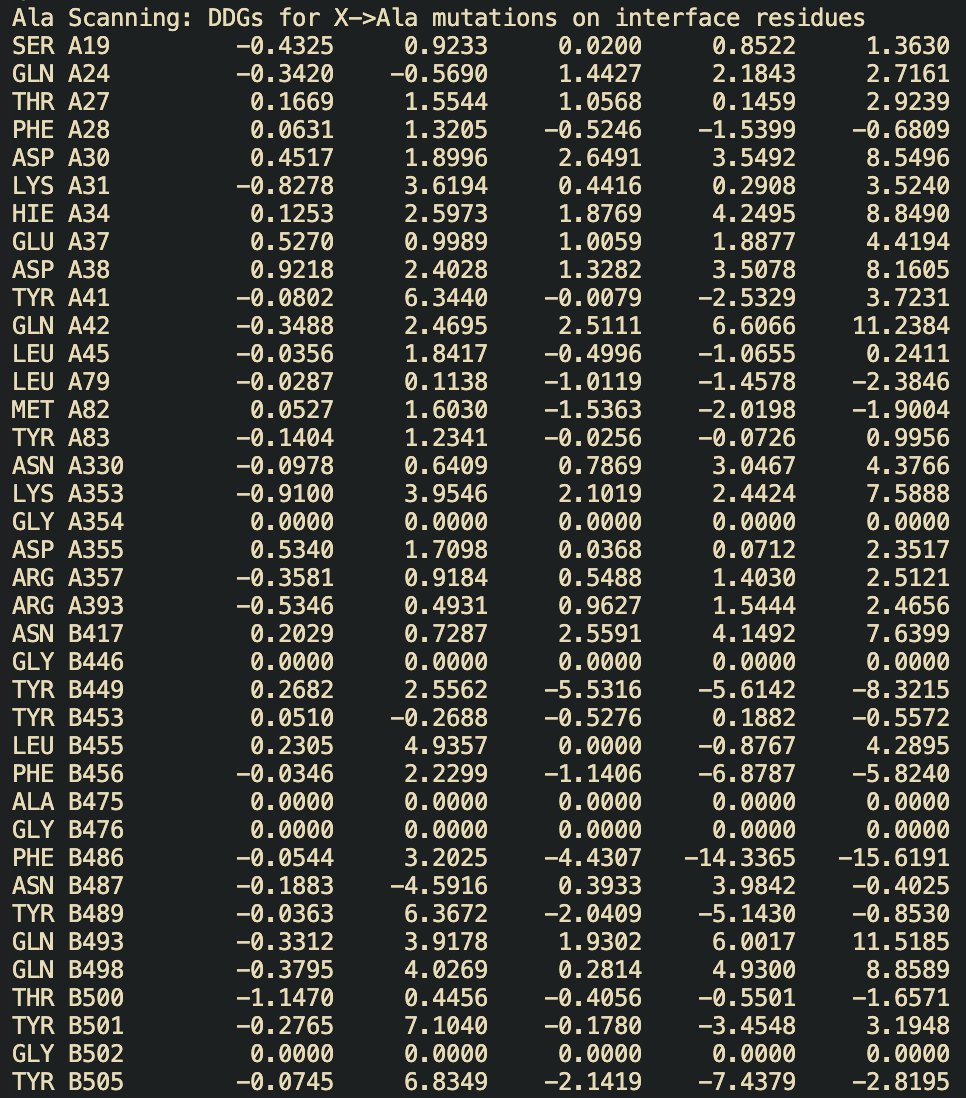 Ala Scanning: DDGs for X->Ala mutations on interface residues
SER A19 -0.4325 0.9233 0.0200 0.8522 1.3630
GLN A24 -0.3420 -0.5690 1.4427 2.1843 2.7161
THR A27 0.1669 1.5544 1.0568 0.1459 2.9239
PHE A28 0.0631 1.3205 -0.5246 -1.5399 -0.6809
ASP A30 0.4517 1.8996 2.6491 3.5492 8.5496
LYS A31 -0.8278 3.6194 0.4416 0.2908 3.5240
HIE A34 0.1253 2.5973 1.8769 4.2495 8.8490
GLU A37 0.5270 0.9989 1.0059 1.8877 4.4194
ASP A38 0.9218 2.4028 1.3282 3.5078 8.1605
TYR A41 -0.0802 6.3440 -0.0079 -2.5329 3.7231
GLN A42 -0.3488 2.4695 2.5111 6.6066 11.2384
LEU A45 -0.0356 1.8417 -0.4996 -1.0655 0.2411
LEU A79 -0.0287 0.1138 -1.0119 -1.4578 -2.3846
MET A82 0.0527 1.6030 -1.5363 -2.0198 -1.9004
TYR A83 -0.1404 1.2341 -0.0256 -0.0726 0.9956
ASN A330 -0.0978 0.6409 0.7869 3.0467 4.3766
LYS A353 -0.9100 3.9546 2.1019 2.4424 7.5888
GLY A354 0.0000 0.0000 0.0000 0.0000 0.0000
ASP A355 0.5340 1.7098 0.0368 0.0712 2.3517
ARG A357 -0.3581 0.9184 0.5488 1.4030 2.5121
ARG A393 -0.5346 0.4931 0.9627 1.5444 2.4656
ASN B417 0.2029 0.7287 2.5591 4.1492 7.6399
GLY B446 0.0000 0.0000 0.0000 0.0000 0.0000
TYR B449 0.2682 2.5562 -5.5316 -5.6142 -8.3215
TYR B453 0.0510 -0.2688 -0.5276 0.1882 -0.5572
LEU B455 0.2305 4.9357 0.0000 -0.8767 4.2895
PHE B456 -0.0346 2.2299 -1.1406 -6.8787 -5.8240
ALA B475 0.0000 0.0000 0.0000 0.0000 0.0000
GLY B476 0.0000 0.0000 0.0000 0.0000 0.0000
PHE B486 -0.0544 3.2025 -4.4307 -14.3365 -15.6191
ASN B487 -0.1883 -4.5916 0.3933 3.9842 -0.4025
TYR B489 -0.0363 6.3672 -2.0409 -5.1430 -0.8530
GLN B493 -0.3312 3.9178 1.9302 6.0017 11.5185
GLN B498 -0.3795 4.0269 0.2814 4.9300 8.8589
THR B500 -1.1470 0.4456 -0.4056 -0.5501 -1.6571
TYR B501 -0.2765 7.1040 -0.1780 -3.4548 3.1948
GLY B502 0.0000 0.0000 0.0000 0.0000 0.0000
TYR B505 -0.0745 6.8349 -2.1419 -7.4379 -2.8195